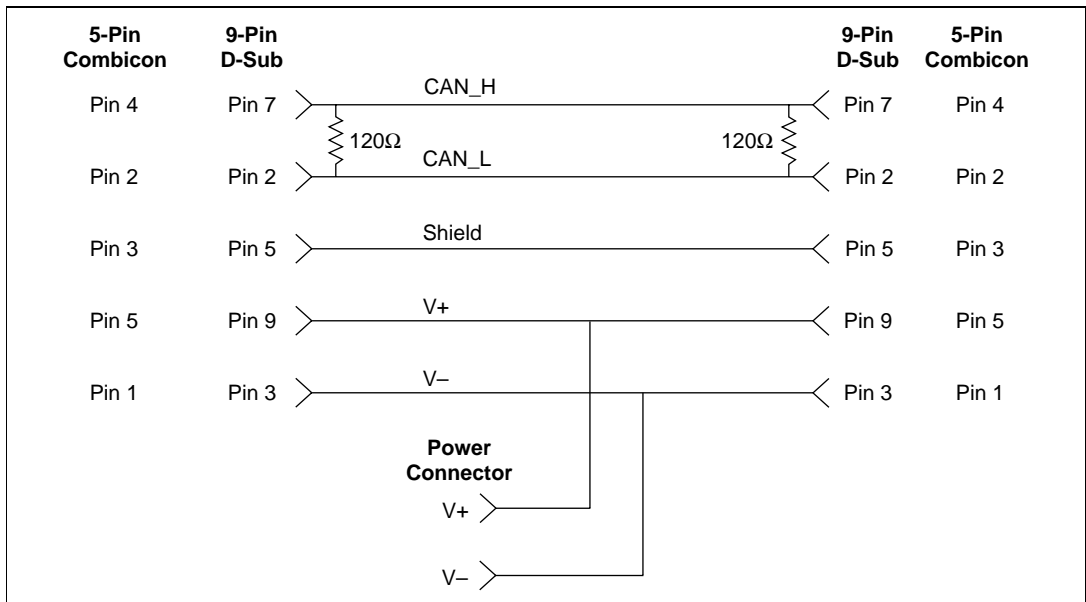 5-Pin Combicon 9-Pin D-Sub 9-Pin D-Sub 5-Pin Combicon
CAN_H
Pin 4 Pin 7 Pin 7 Pin 4
120Ω 120Ω
CAN_L
Pin 2 Pin 2 Pin 2 Pin 2
Shield
Pin 3 Pin 5 Pin 5 Pin 3
V+
Pin 5 Pin 9 Pin 9 Pin 5
V–
Pin 1 Pin 3 Pin 3 Pin 1
Power
Connector
V+
V–